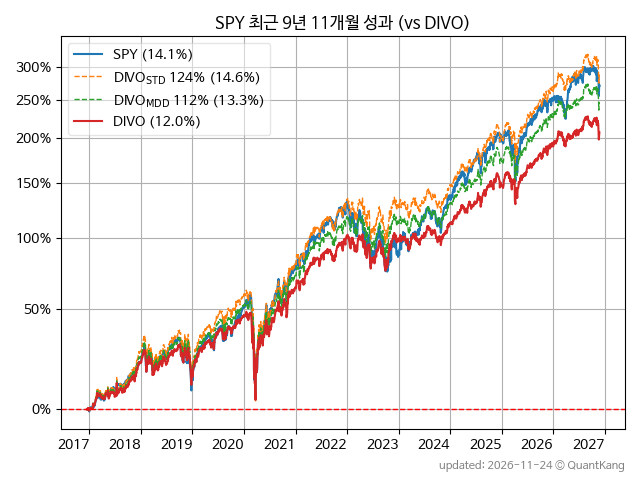 SPY 최근 9년 11개월 성과 (vs DIVO)
SPY (14.1%)
DIVO_STD 124% (14.6%)
DIVO_MDD 112% (13.3%)
DIVO (12.0%)
300%
250%
200%
150%
100%
50%
0%
2017 2018 2019 2020 2021 2022 2023 2024 2025 2026 2027
updated: 2026-11-24 © QuantKang